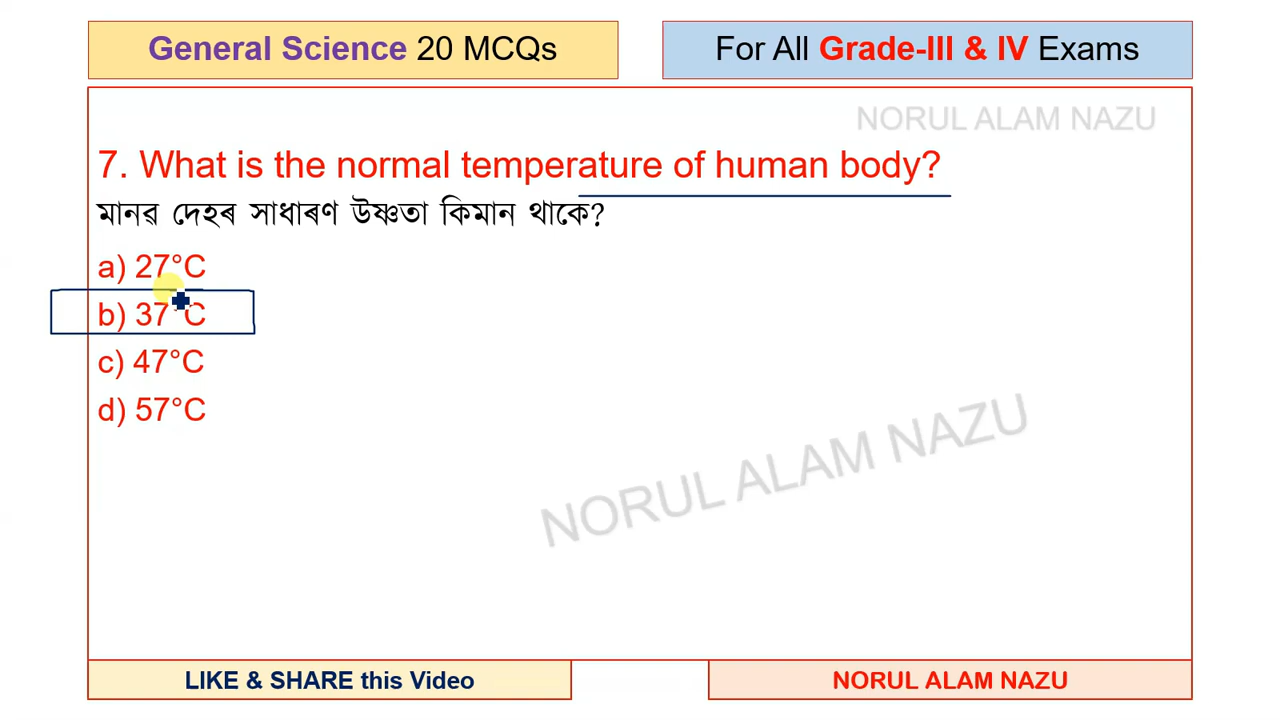 General Science 20 MCQs
For All Grade-III & IV Exams
NORUL ALAM NAZU
7. What is the normal temperature of human body?
মানৱ দেহৰ সাধাৰণ উষ্ণতা কিমান থাকে?
a) 27°C
b) 37°C
c) 47°C
d) 57°C
NORUL ALAM NAZU
LIKE & SHARE this Video
NORUL ALAM NAZU